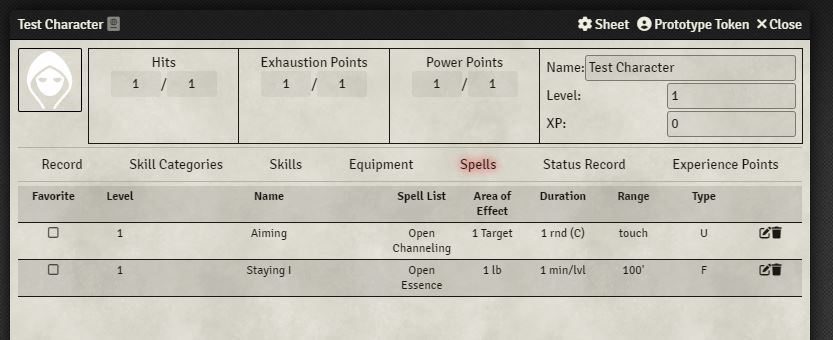 Test Character Sheet Prototype Token Close
Hits Exhaustion Points Power Points
1 / 1 1 / 1 1 / 1
Name: Test Character
Level: 1
XP: 0
Record Skill Categories Skills Equipment Spells Status Record Experience Points
Favorite Level Name Spell List Area of Effect Duration Range Type
1 Aiming Open Channeling 1 Target 1 rnd (C) touch U
1 Staying I Open Essence 1 lb 1 min/lvl 100' F